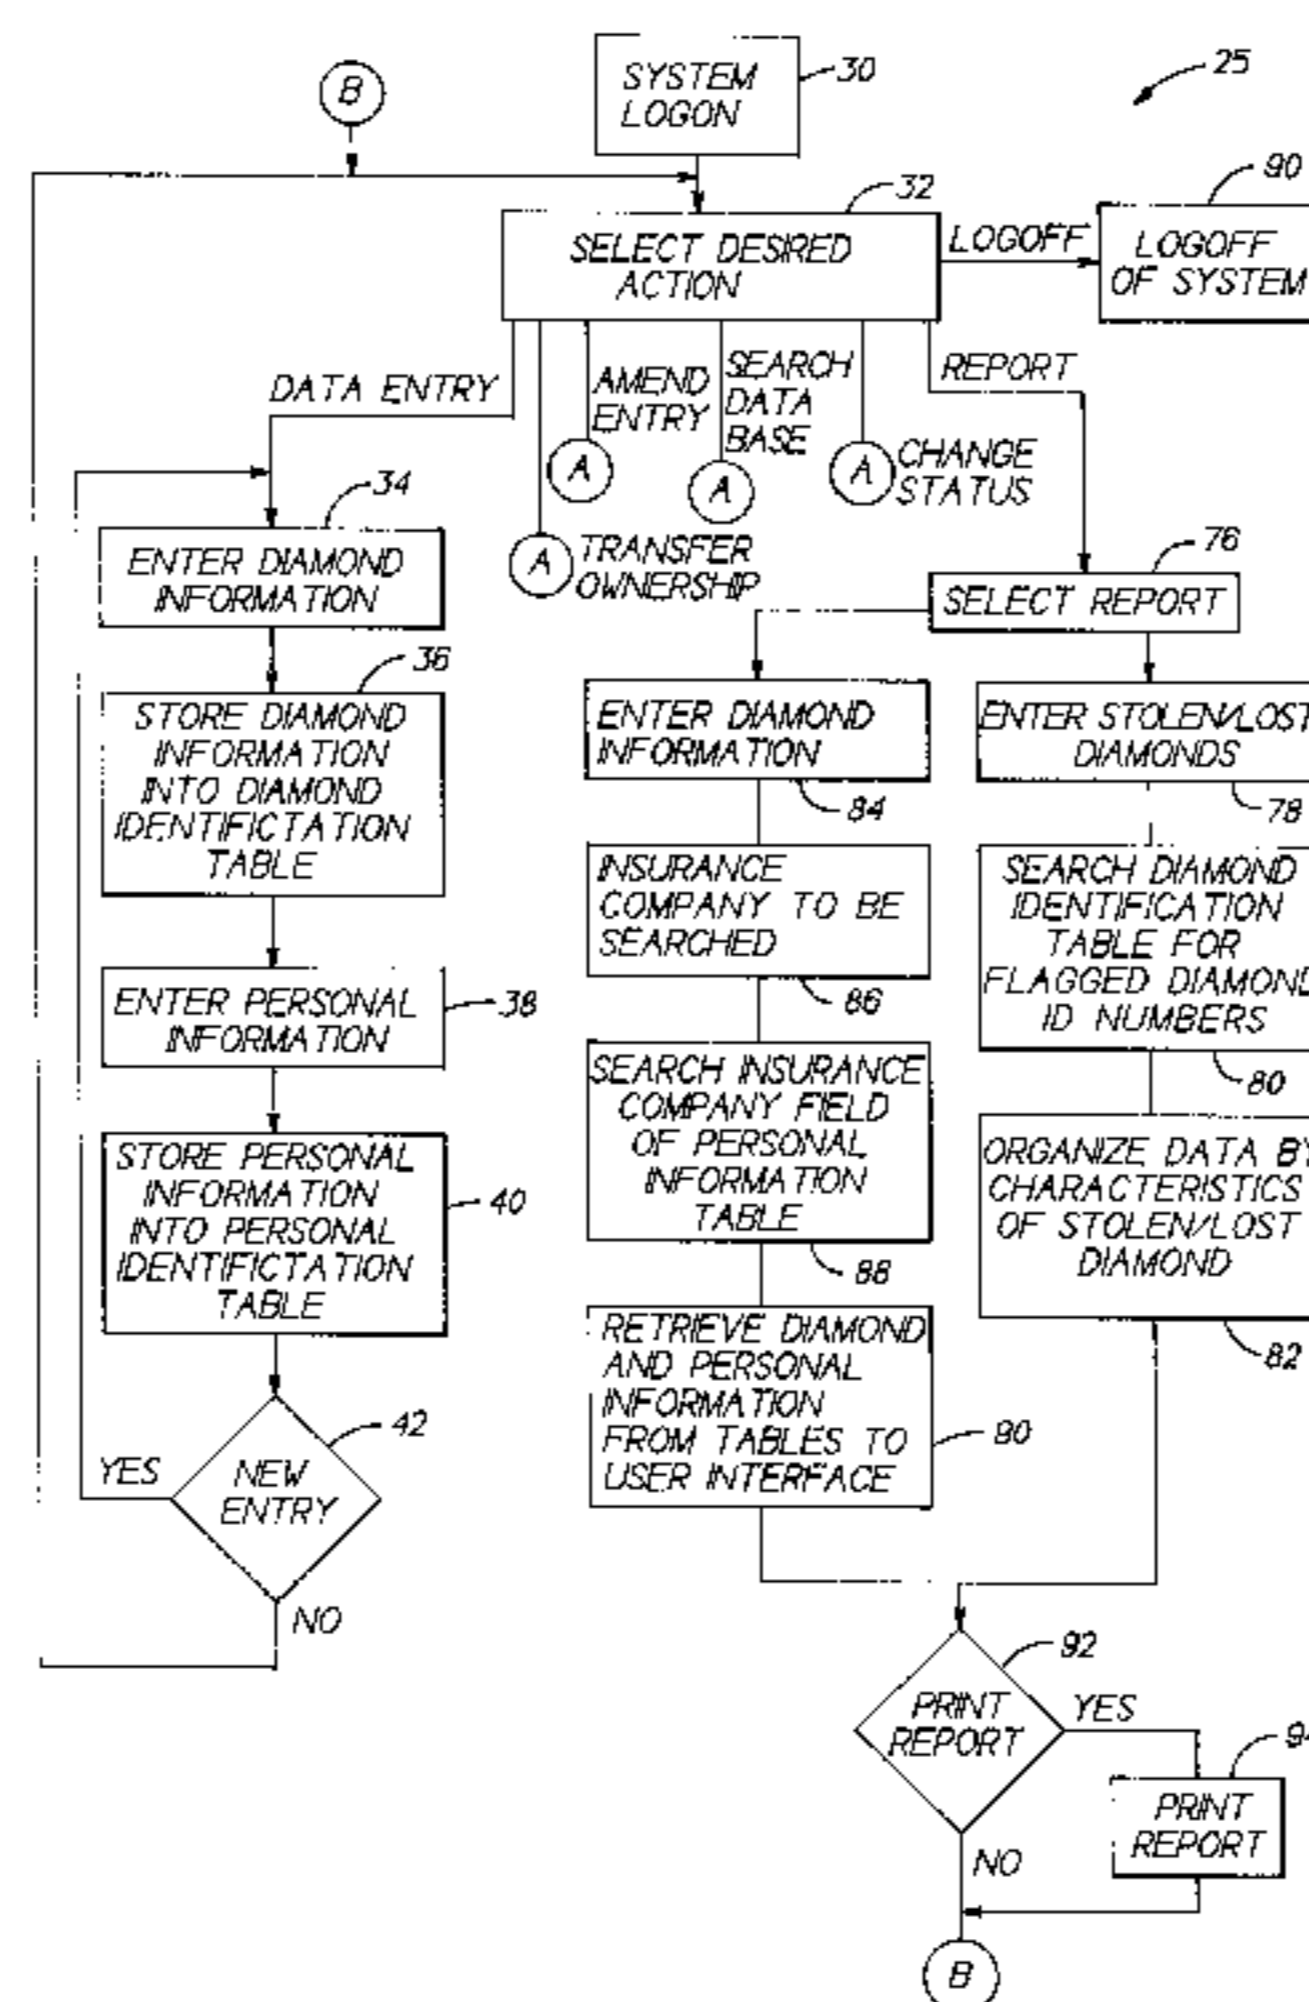 B
SYSTEM
LOGON
30
25
32
SELECT DESIRED
ACTION
LOGOFF
90
LOGOFF
OF SYSTEM
DATA ENTRY
AMEND
ENTRY
SEARCH
DATA
BASE
REPORT
A
A
A
CHANGE
STATUS
A
TRANSFER
OWNERSHIP
34
ENTER DIAMOND
INFORMATION
36
STORE DIAMOND
INFORMATION
INTO DIAMOND
IDENTIFICTATION
TABLE
ENTER PERSONAL
INFORMATION
38
STORE PERSONAL
INFORMATION
INTO PERSONAL
IDENTIFICTATION
TABLE
40
42
YES
NEW
ENTRY
NO
76
SELECT REPORT
ENTER DIAMOND
INFORMATION
84
INSURANCE
COMPANY TO BE
SEARCHED
86
SEARCH INSURANCE
COMPANY FIELD
OF PERSONAL
INFORMATION
TABLE
88
RETRIEVE DIAMOND
AND PERSONAL
INFORMATION
FROM TABLES TO
USER INTERFACE
90
ENTER STOLEN/LOST
DIAMONDS
78
SEARCH DIAMOND
IDENTIFICATION
TABLE FOR
FLAGGED DIAMOND
ID NUMBERS
80
ORGANIZE DATA BY
CHARACTERISTICS
OF STOLEN/LOST
DIAMOND
82
92
PRINT
REPORT
YES
94
PRINT
REPORT
NO
B